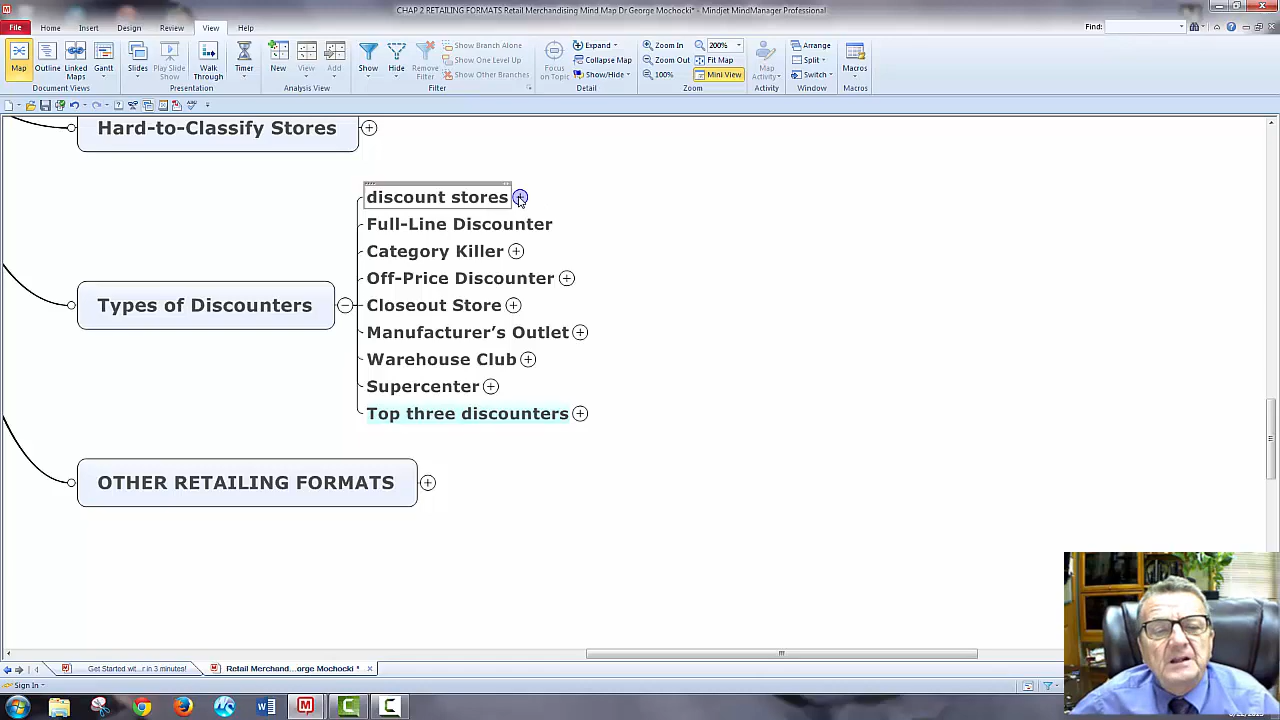 CHAP 2 RETAILING FORMATS Retail Merchandising Mind Map Dr George Mochocki* - Mindjet MindManager Professional
File Home Insert Design Review View Help
Find:
Map Outline Linked Maps Gantt
Document Views
Slides Play Slide Show Walk Through
Presentation
Timer
New View Add
Analysis View
Show Hide Remove Filter
Show Branch Alone
Show One Level Up
Show Other Branches
Filter
Focus on Topic
Expand
Collapse Map
Show/Hide
Detail
Zoom In 200%
Zoom Out Fit Map
100% Mini View
Zoom
Map Activity
Activity
Arrange
Split
Switch
Window
Macros
Macros
Hard-to-Classify Stores
discount stores
Full-Line Discounter
Category Killer
Off-Price Discounter
Types of Discounters
Closeout Store
Manufacturer’s Outlet
Warehouse Club
Supercenter
Top three discounters
OTHER RETAILING FORMATS
Get Started wit...r in 3 minutes!
Retail Merchand...orge Mochocki *
Sign In